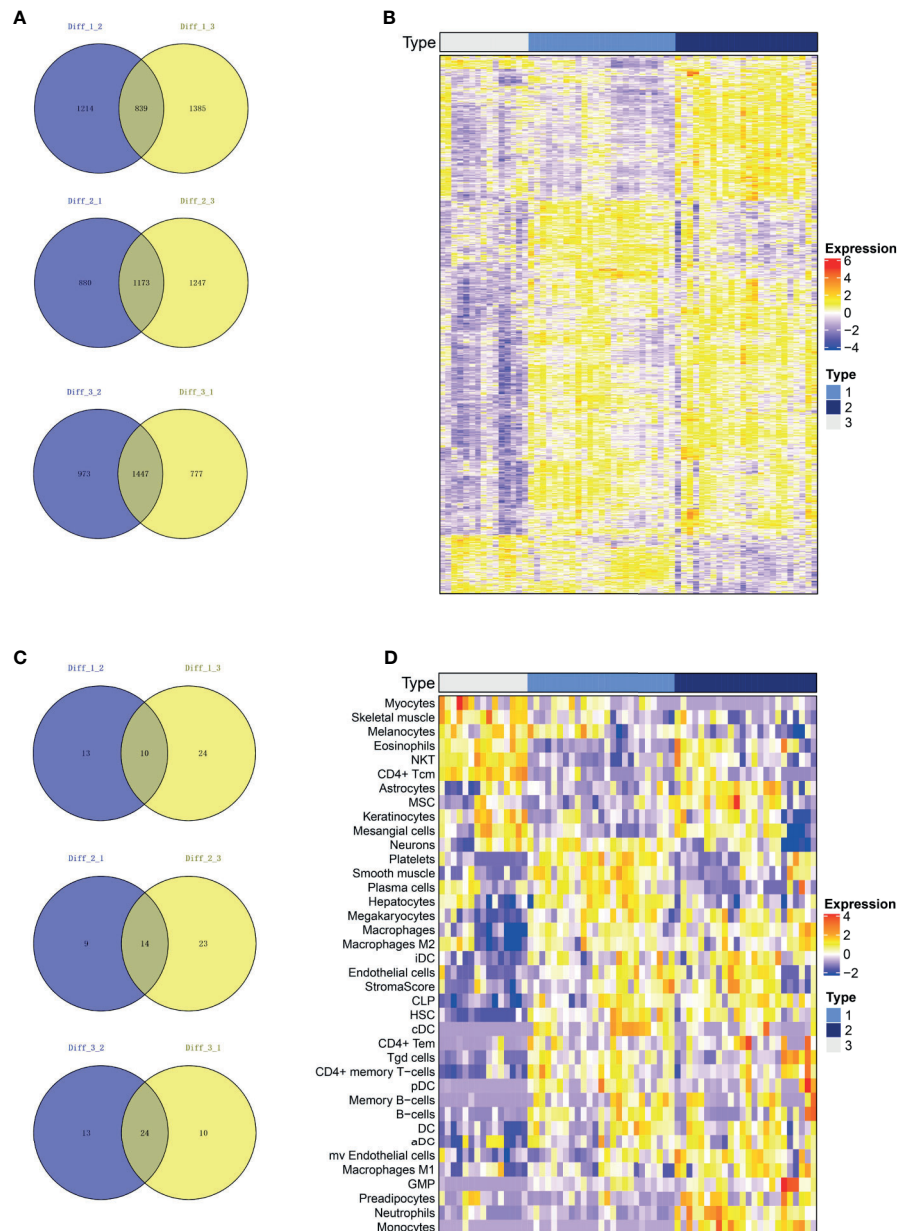 A
Diff_1_2
Diff_1_3
1214
839
1385
Diff_2_1
Diff_2_3
880
1173
1247
Diff_3_2
Diff_3_1
973
1447
777
B
Type
Expression
6
4
2
0
−2
−4
Type
1
2
3
C
Diff_1_2
Diff_1_3
13
10
24
Diff_2_1
Diff_2_3
9
14
23
Diff_3_2
Diff_3_1
13
24
10
D
Type
Myocytes
Skeletal muscle
Melanocytes
Eosinophils
NKT
CD4+ Tcm
Astrocytes
MSC
Keratinocytes
Mesangial cells
Neurons
Platelets
Smooth muscle
Plasma cells
Hepatocytes
Megakaryocytes
Macrophages
Macrophages M2
iDC
Endothelial cells
StromaScore
CLP
HSC
cDC
CD4+ Tem
Tgd cells
CD4+ memory T-cells
pDC
Memory B-cells
B-cells
DC
aDC
mv Endothelial cells
Macrophages M1
GMP
Preadipocytes
Neutrophils
Monocytes
Expression
4
2
0
−2
Type
1
2
3